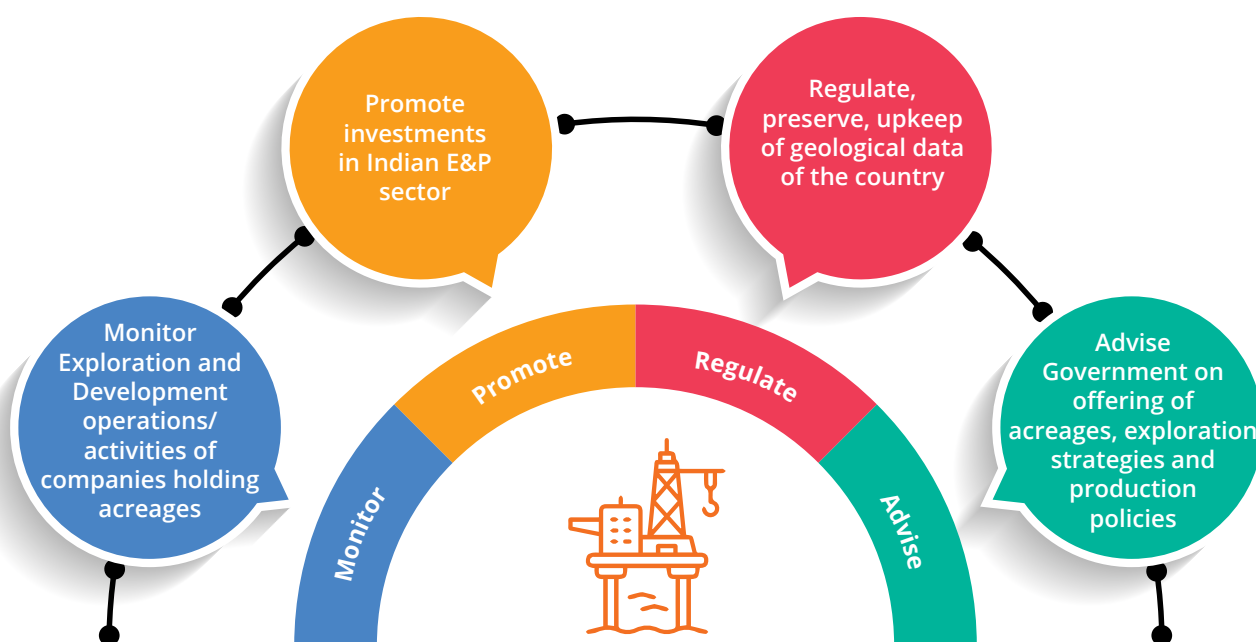 Promote
investments
in Indian E&P
sector
Regulate,
preserve, upkeep
of geological data
of the country
Monitor
Exploration and
Development
operations/
activities of
companies holding
acreages
Advise
Government on
offering of
acreages, exploration
strategies and
production
policies
Monitor
Promote
Regulate
Advise